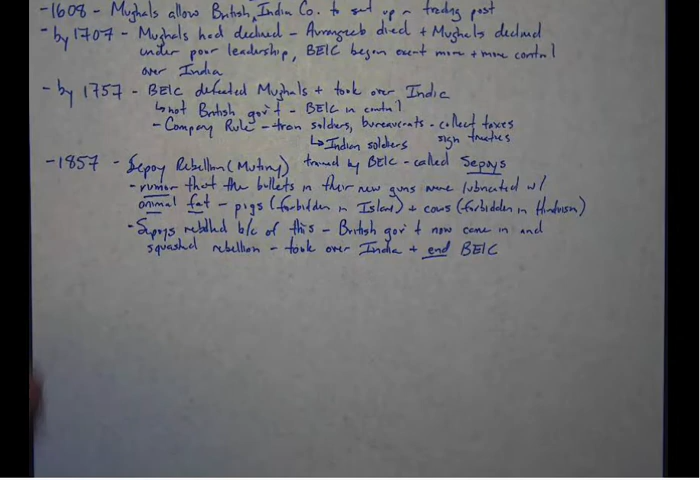 -1608 - Mughals allow British India Co. to set up a trading post
- by 1707 - Mughals had declined - Aurangzeb died + Mughals declined
under poor leadership, BEIC began exert more + more control
over India
- by 1757 - BEIC defeated Mughals + took over India
↳ not British gov't - BEIC in control
- Company Rule - train soldiers, bureaucrats - collect taxes
↳ Indian soldiers sign treaties
-1857 - Sepoy Rebellion (Mutiny) trained by BEIC - called Sepoys
- rumor that the bullets in their new guns were lubricated w/
animal fat - pigs (forbidden in Islam) + cows (forbidden in Hinduism)
- Sepoys rebelled b/c of this - British gov't now came in and
squashed rebellion - took over India + end BEIC